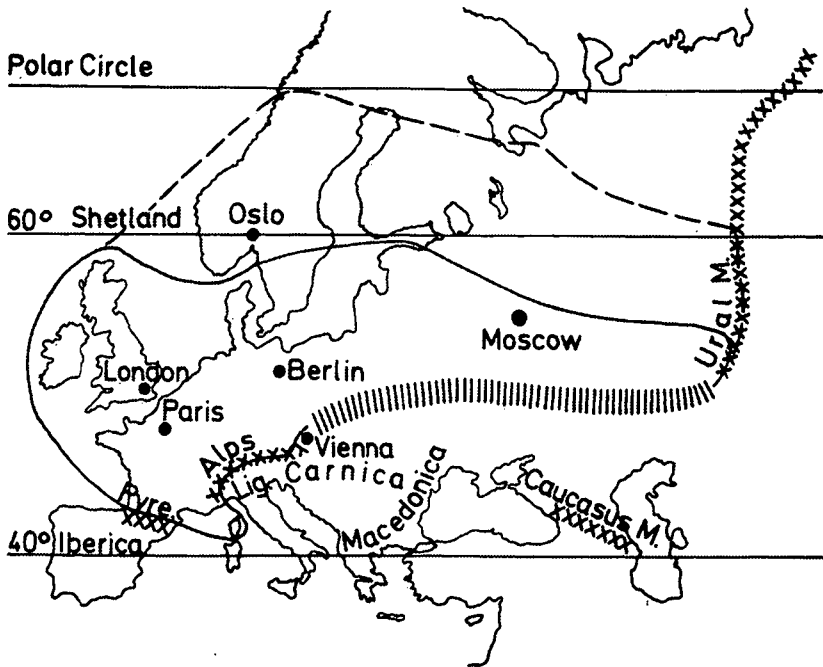 Polar Circle
60° Shetland
Oslo
Ural M.
Moscow
London
Berlin
Paris
Alps
Vienna
Lig. Carnica
Macedonica
Caucasus M.
Pyre.
40° Iberica